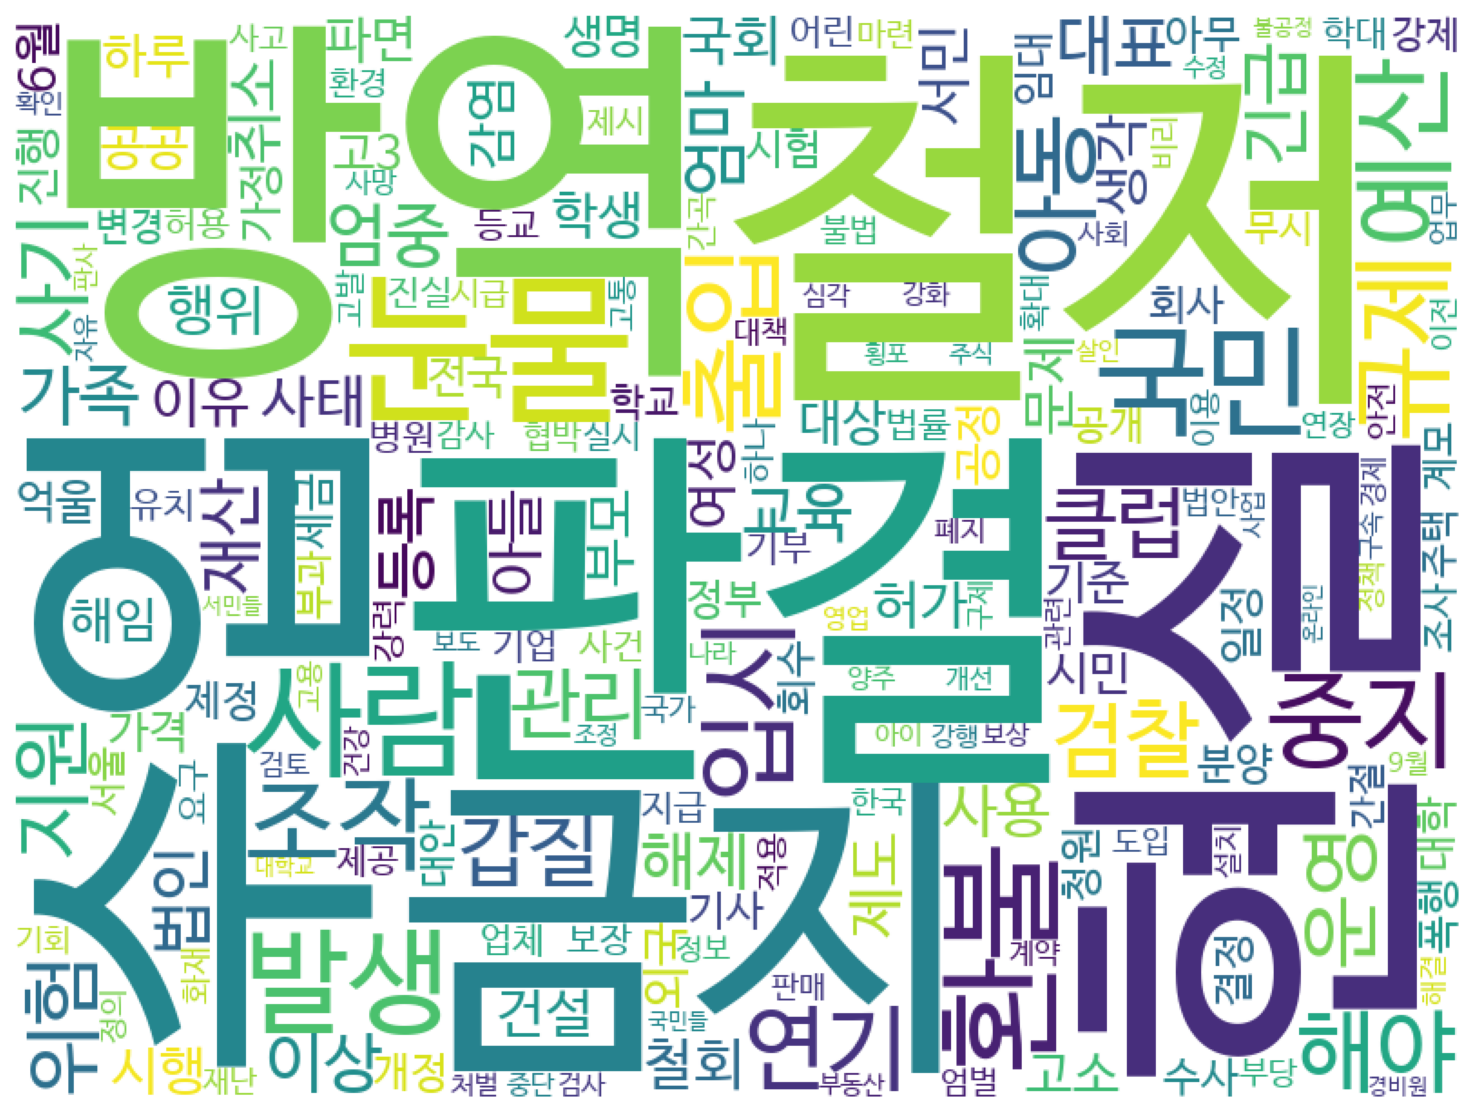 방역
접지
수업
판결
금지
현실
눈물
출입
국민
규제
예산
긴급
아동
대표
아무
학대
강제
불공정
수정
비리
생각
임대
서민
어린
마련
국회
생명
환경
타면
사고
하루
6월
확인
진행
공공
취소
가정
고3
사망
감염
제시
엄마
시험
학생
등교
엄중
변경
허용
사기
판사
자유
행위
고발
진실
시급
고통
간곡
불법
사회
무시
업무
심각
강화
대책
확대
회사
이전
횡포
주식
살인
문제
가족
이유
사태
전국
학교
대상
법률
공정
공개
이용
연장
안전
병원
감사
협박
실시
여성
하나
억울
유치
재산
세금
등록
아들
부모
교육
기부
폐지
클럽
법안
사업
구속
경제
계모
주택
조사
정책
온라인
해임
서민들
부과
강력
보도
기업
사건
정부
나라
영업
허가
구제
기준
관련
일정
시민
지원
가격
제정
사람
고용
관리
국가
조정
입시
회수
양주
개선
아이
강행
보상
검찰
중지
분양
9월
서울
요구
검토
건강
조작
대안
제공
대학교
갑질
지급
해제
적용
기사
한국
제도
사용
환불
청원
도입
설치
간절
운영
대학
폭행
해결
법인
기회
화재
정의
위험
발생
업체
보장
건설
외국
정보
국민들
판매
계약
결정
시행
재난
이상
개정
처벌
중단
검사
철회
연기
부동산
엄벌
고소
수사
부당
해야
경비원